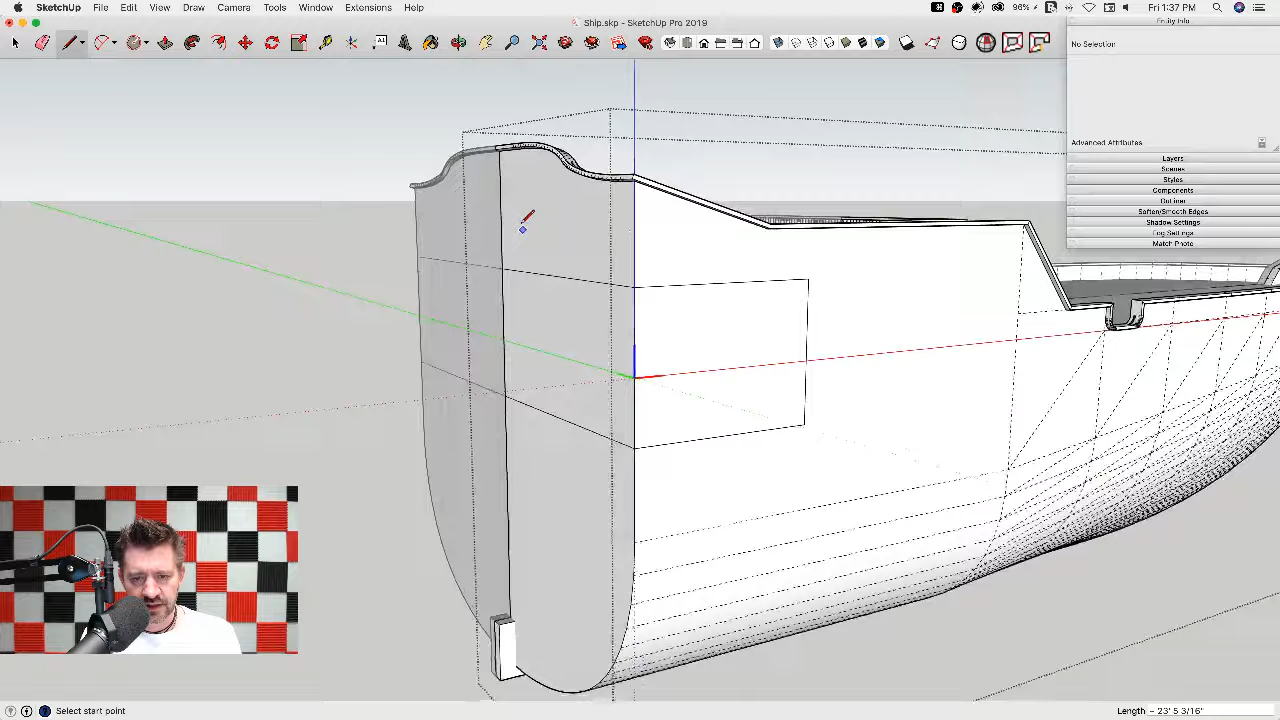 SketchUp File Edit View Draw Camera Tools Window Extensions Help
96% Fri 1:37 PM
Ship.skp - SketchUp Pro 2019
Entity Info
No Selection
Advanced Attributes
Layers
Scenes
Styles
Components
Outliner
Soften/Smooth Edges
Shadow Settings
Fog Settings
Match Photo
Select start point
Length ~ 23' 5 3/16"